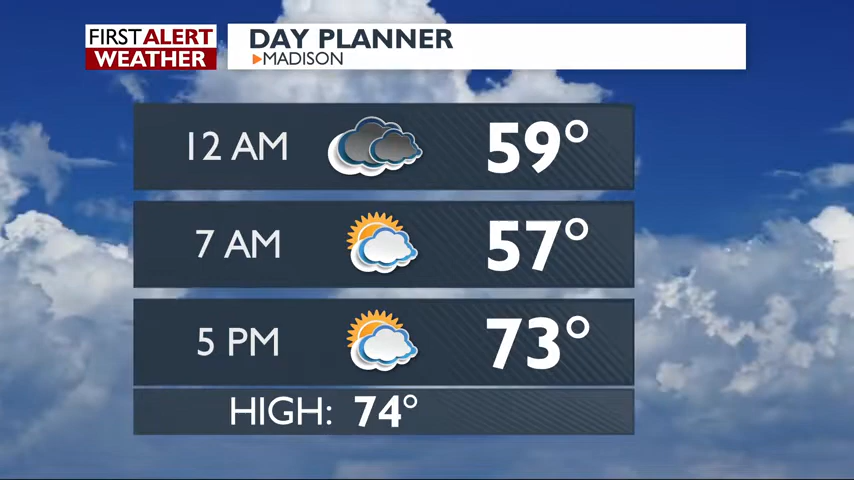 FIRST ALERT
WEATHER
DAY PLANNER
MADISON
12 AM 59°
7 AM 57°
5 PM 73°
HIGH: 74°